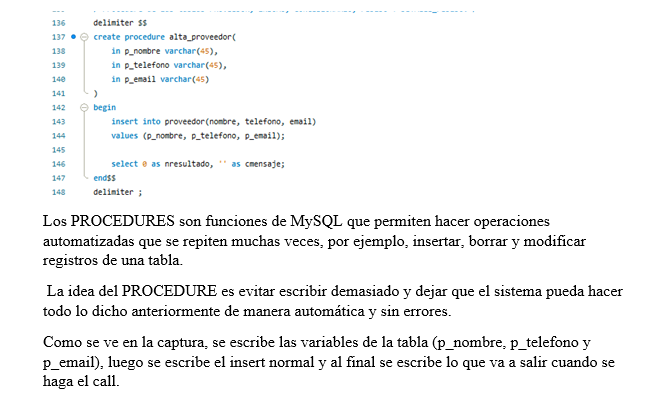 136 delimiter $$
137 create procedure alta_proveedor(
138 in p_nombre varchar(45),
139 in p_telefono varchar(45),
140 in p_email varchar(45)
141 )
142 begin
143 insert into proveedor(nombre, telefono, email)
144 values (p_nombre, p_telefono, p_email);
145
146 select 0 as nresultado, '' as cmensaje;
147 end$$
148 delimiter ;
Los PROCEDURES son funciones de MySQL que permiten hacer operaciones
automatizadas que se repiten muchas veces, por ejemplo, insertar, borrar y modificar
registros de una tabla.
La idea del PROCEDURE es evitar escribir demasiado y dejar que el sistema pueda hacer
todo lo dicho anteriormente de manera automática y sin errores.
Como se ve en la captura, se escribe las variables de la tabla (p_nombre, p_telefono y
p_email), luego se escribe el insert normal y al final se escribe lo que va a salir cuando se
haga el call.